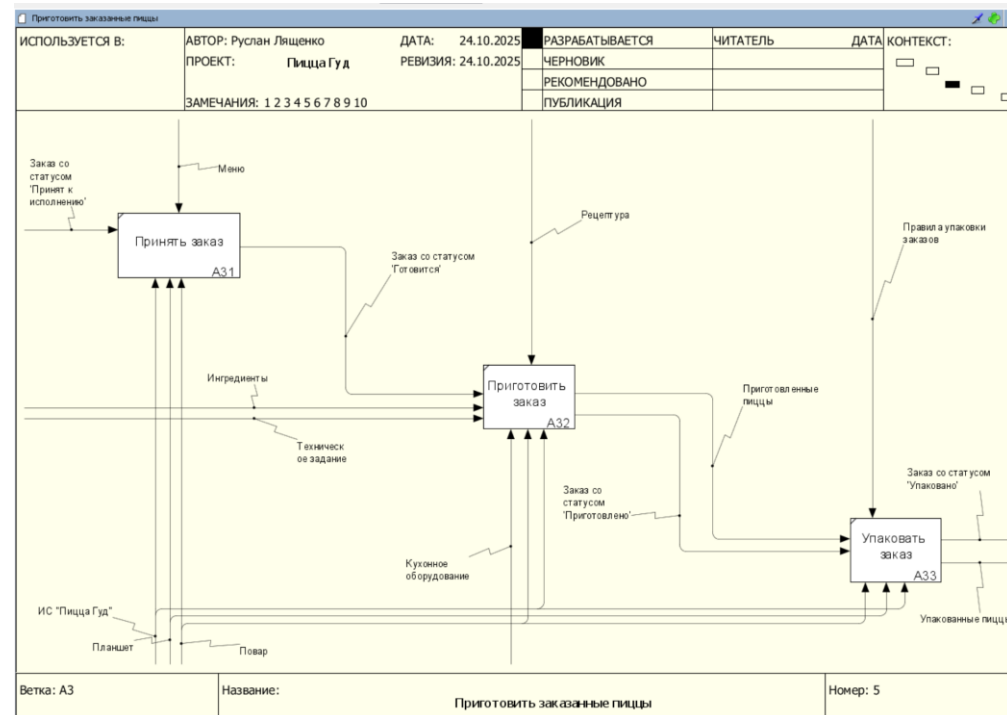 Приготовить заказанные пиццы
ИСПОЛЬЗУЕТСЯ В:
АВТОР: Руслан Лященко
ДАТА: 24.10.2025
РАЗРАБАТЫВАЕТСЯ
ЧИТАТЕЛЬ
ДАТА
КОНТЕКСТ:
ПРОЕКТ: Пицца Гуд
РЕВИЗИЯ: 24.10.2025
ЧЕРНОВИК
РЕКОМЕНДОВАНО
ЗАМЕЧАНИЯ: 1 2 3 4 5 6 7 8 9 10
ПУБЛИКАЦИЯ
Заказ со
статусом
'Принят к
исполнению'
Меню
Принять заказ
A31
Рецептура
Правила упаковки
заказов
Заказ со статусом
'Готовится'
Ингредиенты
Техническ
ое задание
Приготовить
заказ
A32
Приготовленные
пиццы
Заказ со
статусом
'Приготовлено'
Заказ со статусом
'Упаковано'
Упаковать
заказ
A33
Кухонное
оборудование
ИС "Пицца Гуд"
Планшет
Повар
Упакованные пиццы
Ветка: A3
Название:
Приготовить заказанные пиццы
Номер: 5